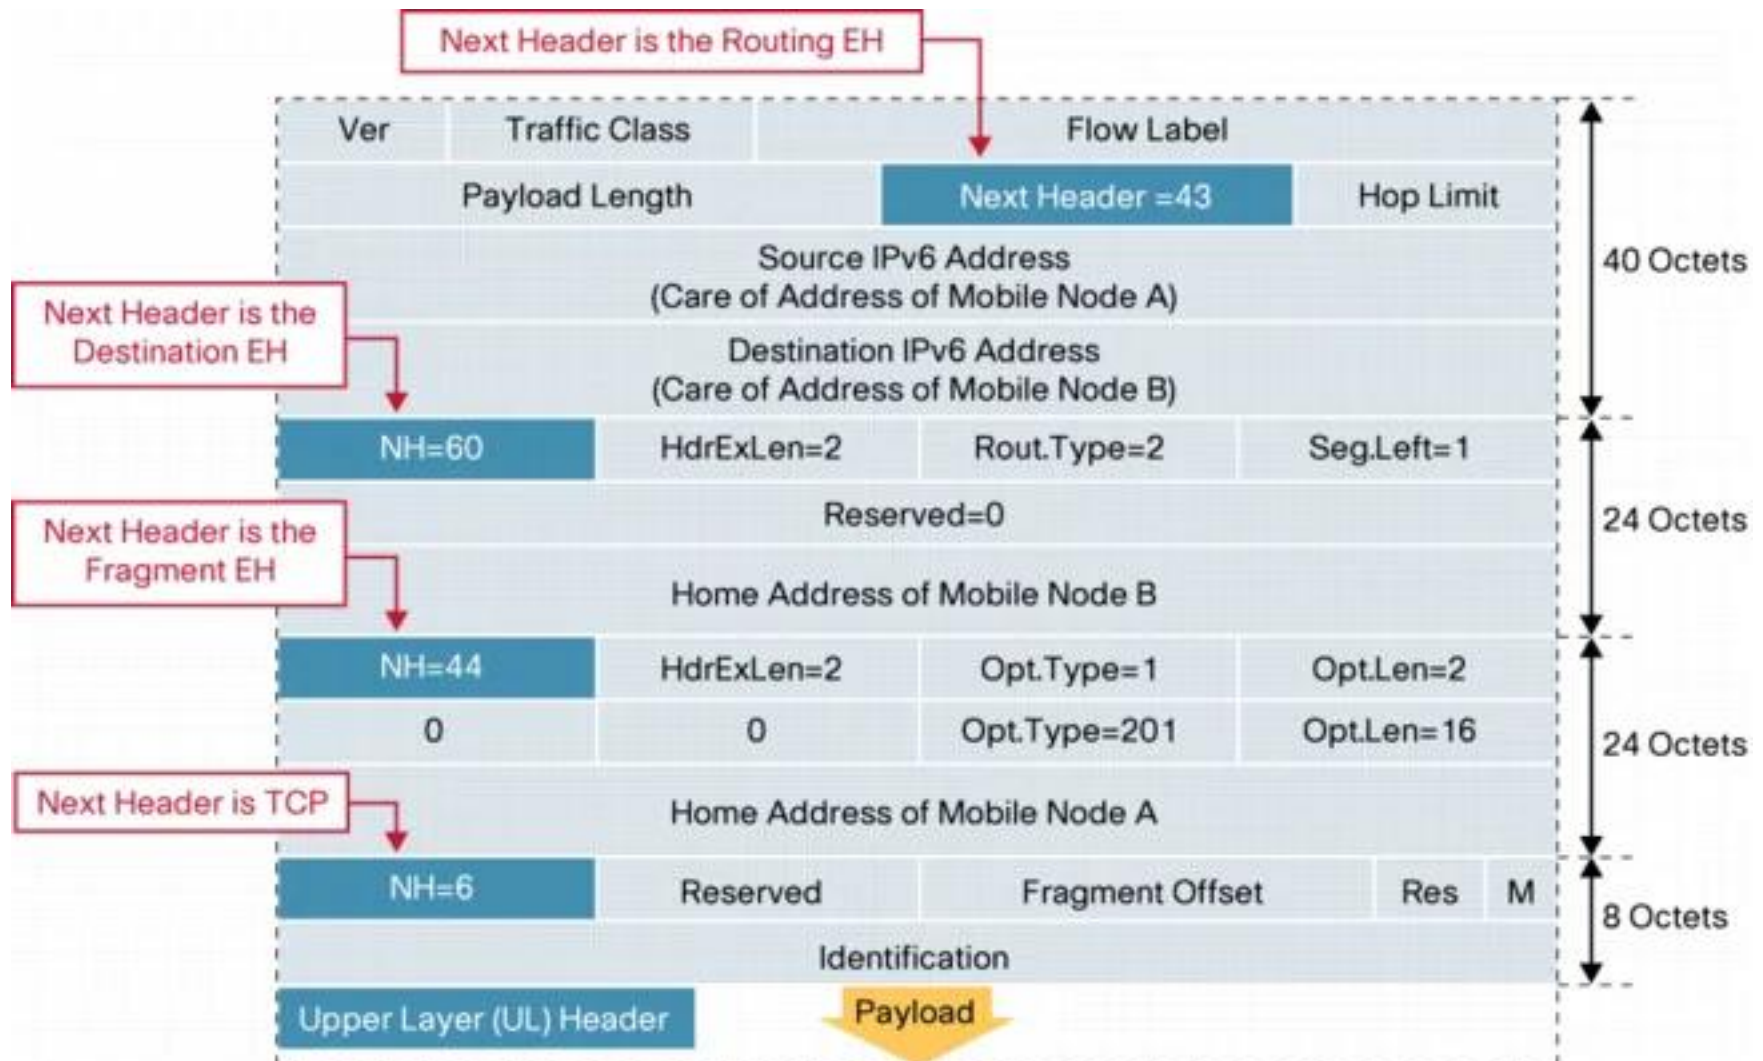 Next Header is the Routing EH
Ver Traffic Class Flow Label
Payload Length Next Header =43 Hop Limit
Source IPv6 Address
(Care of Address of Mobile Node A)
40 Octets
Next Header is the
Destination EH
Destination IPv6 Address
(Care of Address of Mobile Node B)
NH=60 HdrExLen=2 Rout.Type=2 Seg.Left=1
Reserved=0
24 Octets
Next Header is the
Fragment EH
Home Address of Mobile Node B
NH=44 HdrExLen=2 Opt.Type=1 Opt.Len=2
0 0 Opt.Type=201 Opt.Len=16
24 Octets
Next Header is TCP
Home Address of Mobile Node A
NH=6 Reserved Fragment Offset Res M
8 Octets
Identification
Upper Layer (UL) Header
Payload